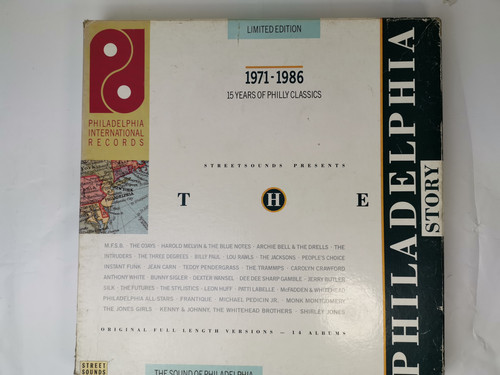 LIMITED EDITION
1971-1986
15 YEARS OF PHILLY CLASSICS
PHILADELPHIA
INTERNATIONAL
RECORDS
STREETSOUNDS PRESENTS
T H E
PHILADELPHIA
STORY
M.F.S.B. · THE O'JAYS · HAROLD MELVIN & THE BLUE NOTES · ARCHIE BELL & THE DRELLS · THE
INTRUDERS · THE THREE DEGREES · BILLY PAUL · LOU RAWLS · THE JACKSONS · PEOPLE'S CHOICE
INSTANT FUNK · JEAN CARN · TEDDY PENDERGRASS · THE TRAMMPS · CAROLYN CRAWFORD
ANTHONY WHITE · BUNNY SIGLER · DEXTER WANSEL · DEE DEE SHARP GAMBLE · JERRY BUTLER
SILK · THE FUTURES · THE STYLISTICS · LEON HUFF · PATTI LABELLE · McFADDEN & WHITEHEAD
PHILADELPHIA ALL-STARS · FRANTIQUE · MICHAEL PEDICIN JR. · MONK MONTGOMERY
THE JONES GIRLS · KENNY & JOHNNY, THE WHITEHEAD BROTHERS · SHIRLEY JONES
ORIGINAL FULL LENGTH VERSIONS – 14 ALBUMS
STREET
SOUNDS
THE SOUND OF PHILADELPHIA